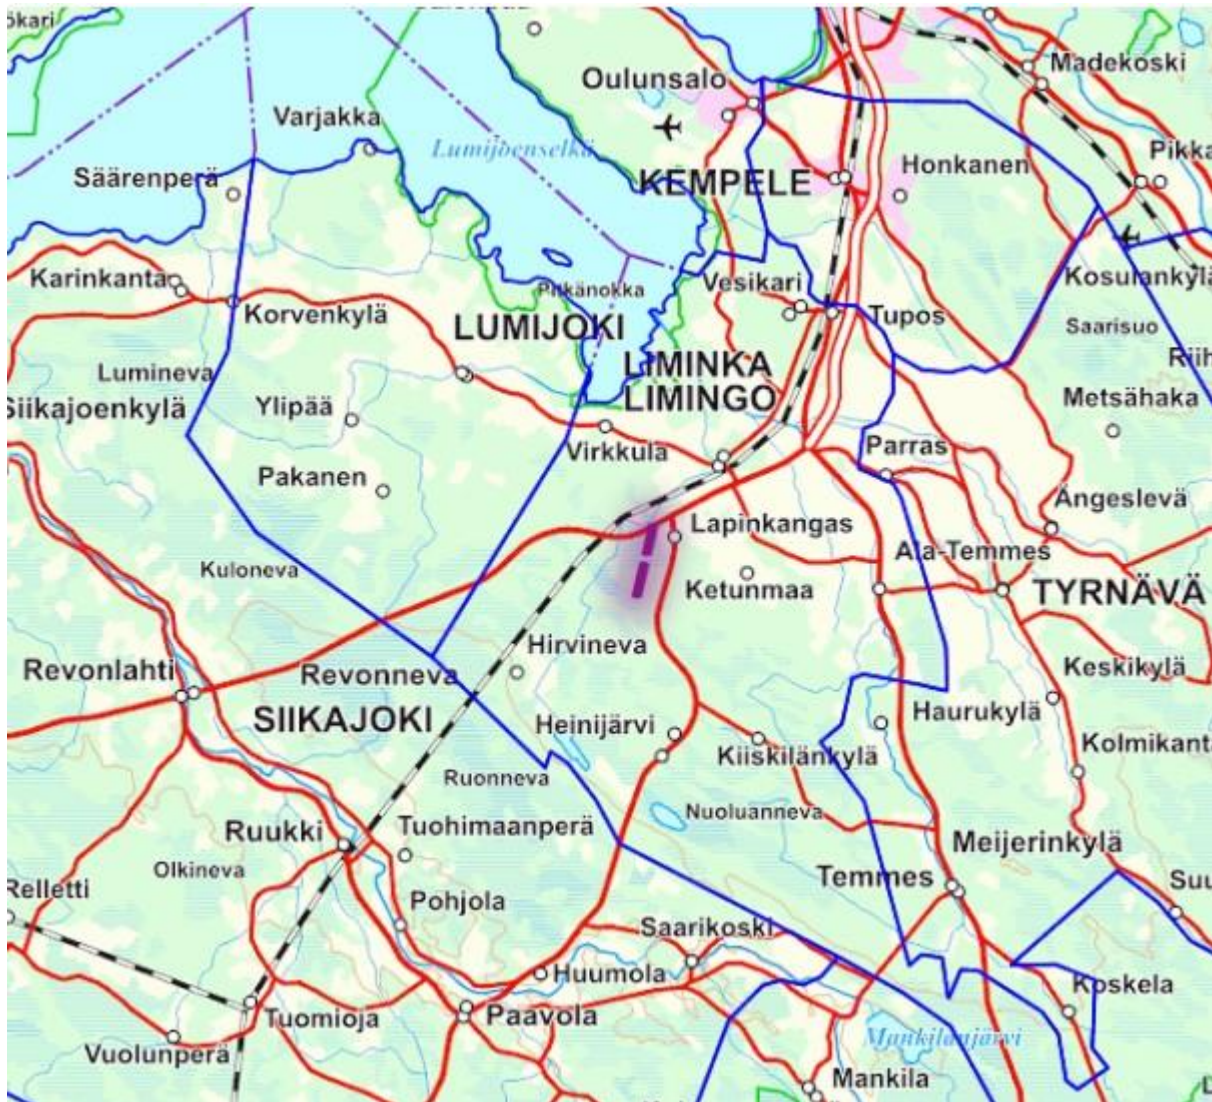 ökari
Madekoski
Oulunsalo
Varjakka
Lumijoenselkä
Pikka
Honkanen
Säärenperä
KEMPELE
Karinkanta
Vesikari
Kosulankylä
Pitkänokka
Korvenkylä
LUMIJOKI
Tupos
Saarisuo
Riih
Lumineva
LIMINKA
Siikajoenkylä
Ylipää
LIMINGO
Metsähaka
Virkkula
Parras
Pakanen
Ängeslevä
Lapinkangas
Ala-Temmes
Kuloneva
Ketunmaa
TYRNÄVÄ
Hirvineva
Revonlahti
Revonneva
Keskikylä
SIIKAJOKI
Haurukylä
Heinijärvi
Kiiskilänkylä
Kolmikanta
Ruonneva
Nuoluanneva
Ruukki
Tuohimaanperä
Meijerinkylä
Olkineva
Temmes
Relletti
Suu
Pohjola
Saarikoski
Huumola
Koskela
Tuomioja
Paavola
Mankilanjärvi
Vuolunperä
Mankila